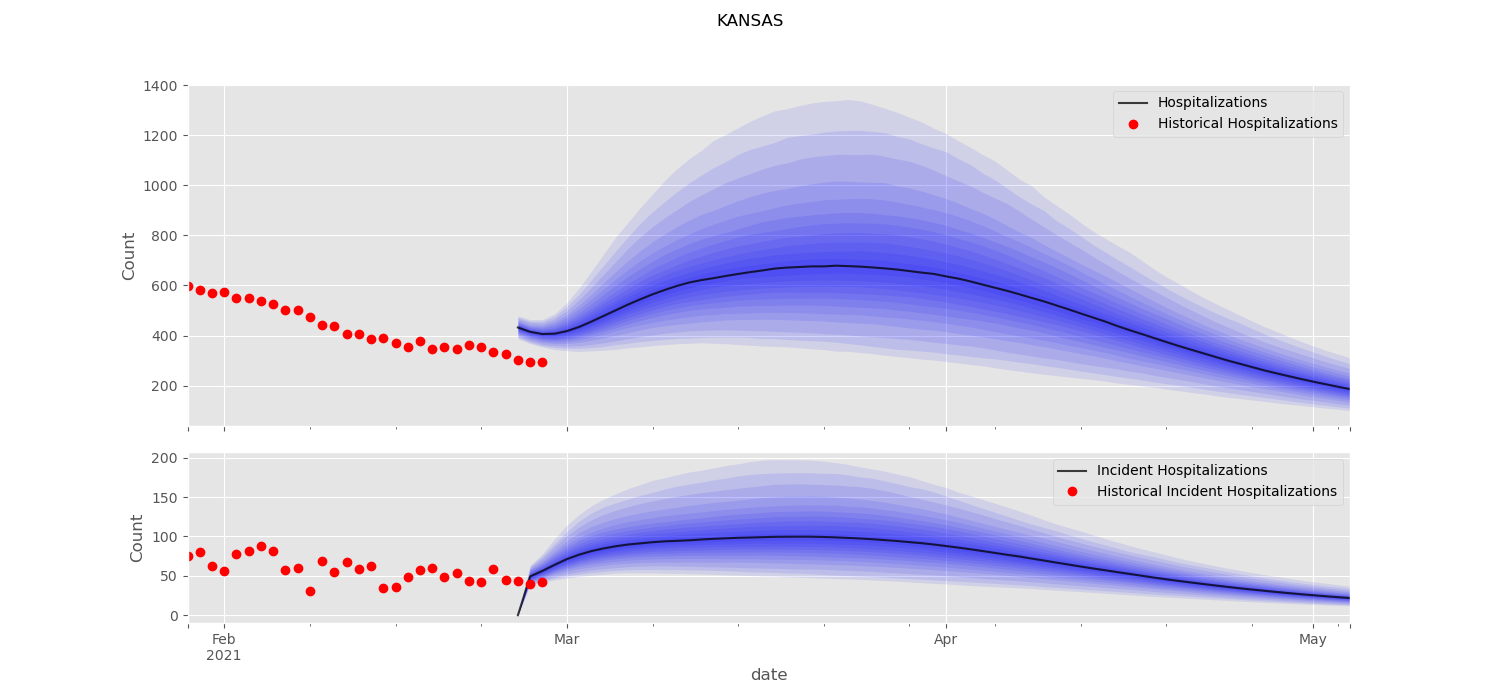 KANSAS
1400
1200
1000
800
600
400
200
Count
Hospitalizations
Historical Hospitalizations
200
150
100
50
0
Count
Incident Hospitalizations
Historical Incident Hospitalizations
Feb
2021
Mar
Apr
May
date